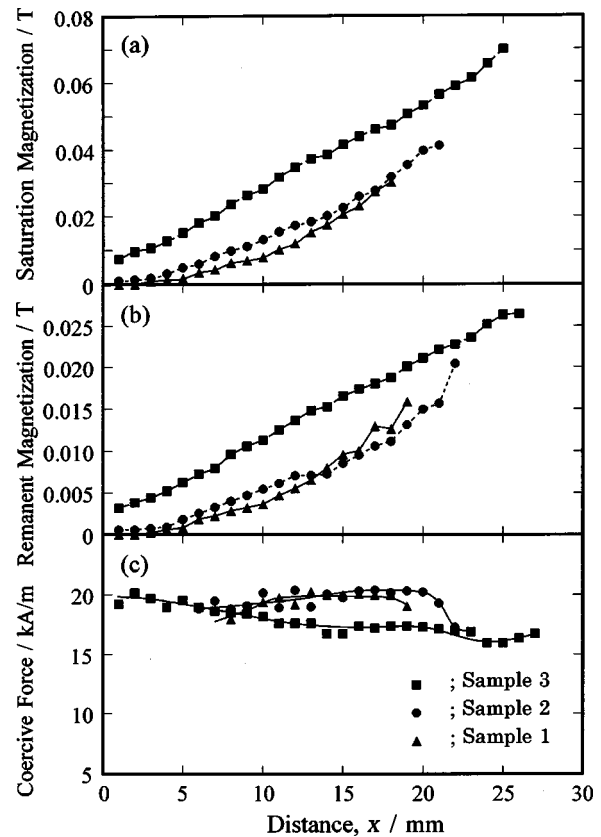 (a)
Saturation Magnetization / T
0.08
0.06
0.04
0.02
0
(b)
Remanent Magnetization / T
0.025
0.020
0.015
0.010
0.005
0
(c)
Coercive Force / kA/m
20
15
10
5
■ ; Sample 3
● ; Sample 2
▲ ; Sample 1
0 5 10 15 20 25 30
Distance, x / mm